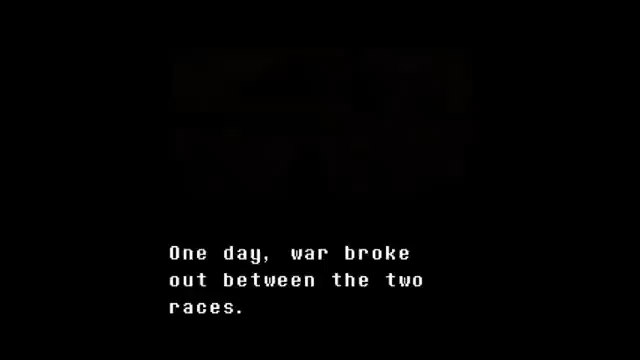 One day, war broke
out between the two
races.